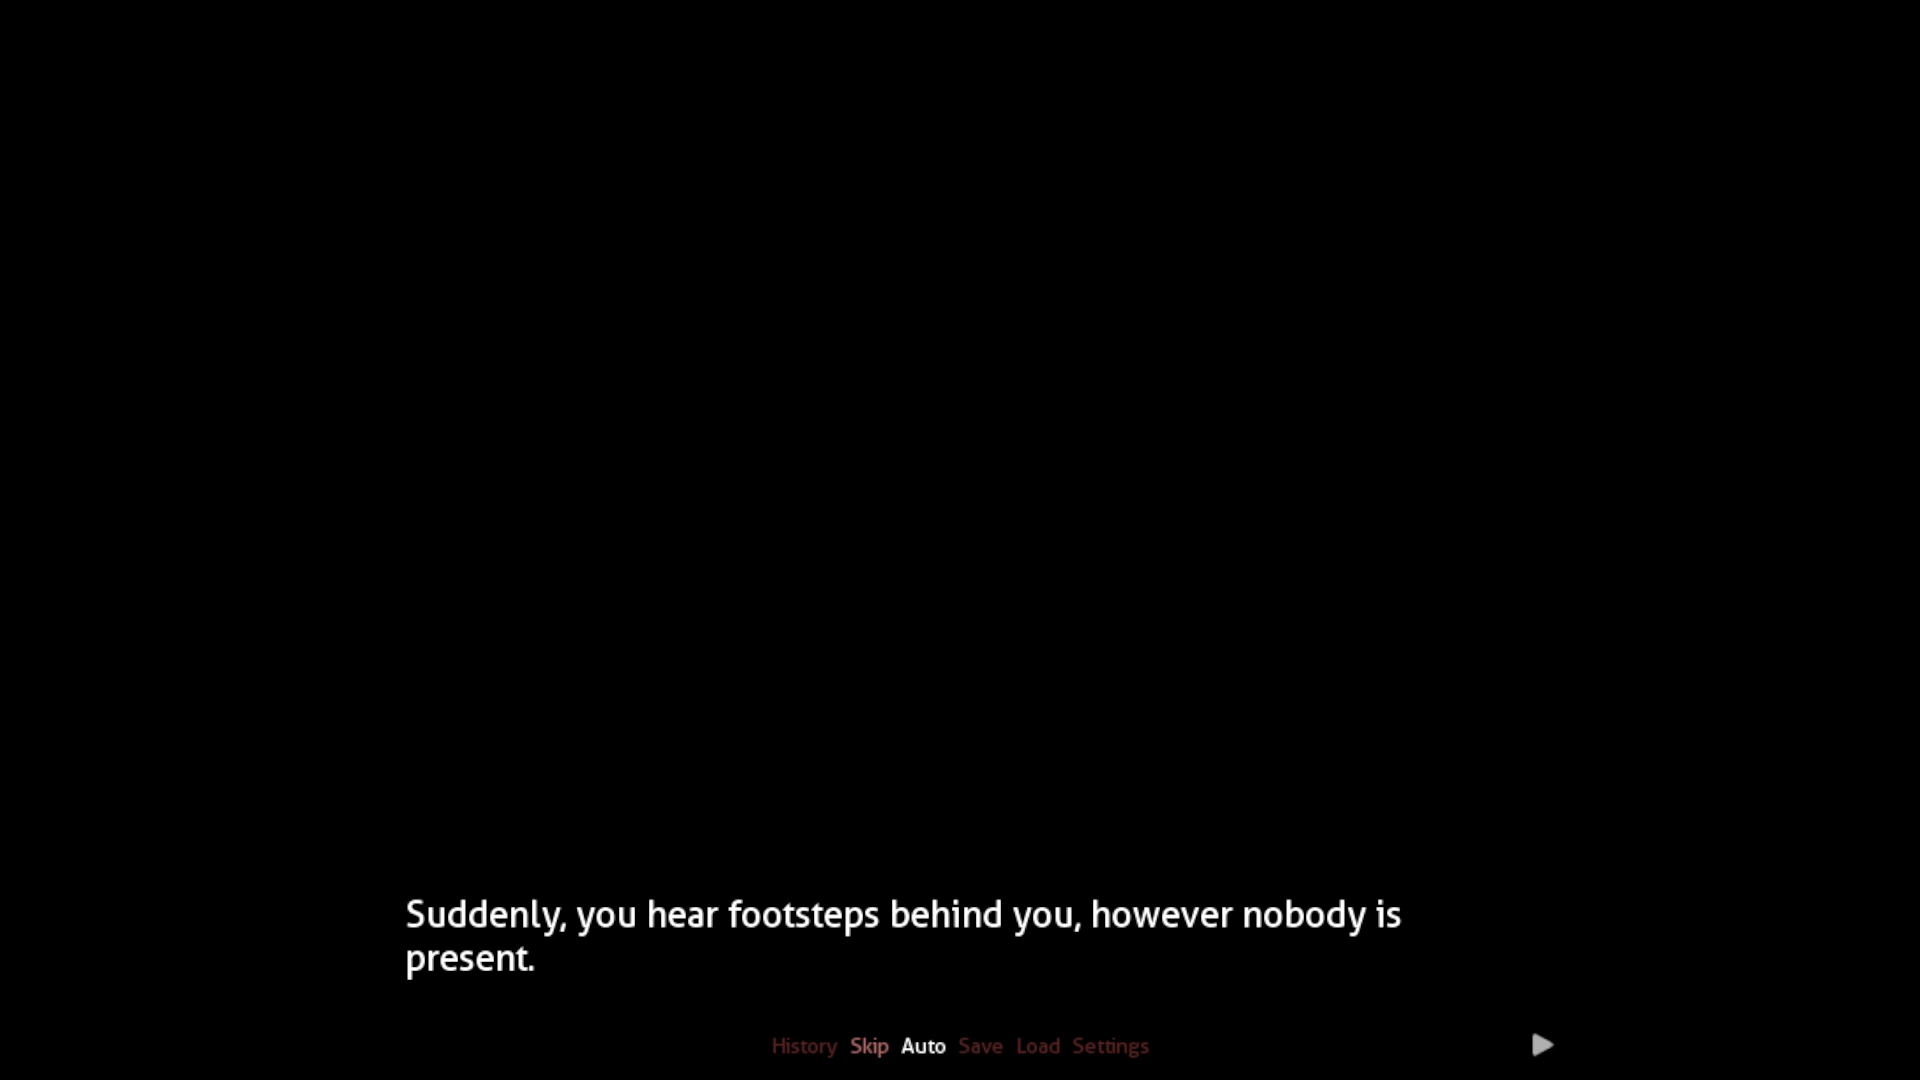 Suddenly, you hear footsteps behind you, however nobody is
present.
History Skip Auto Save Load Settings